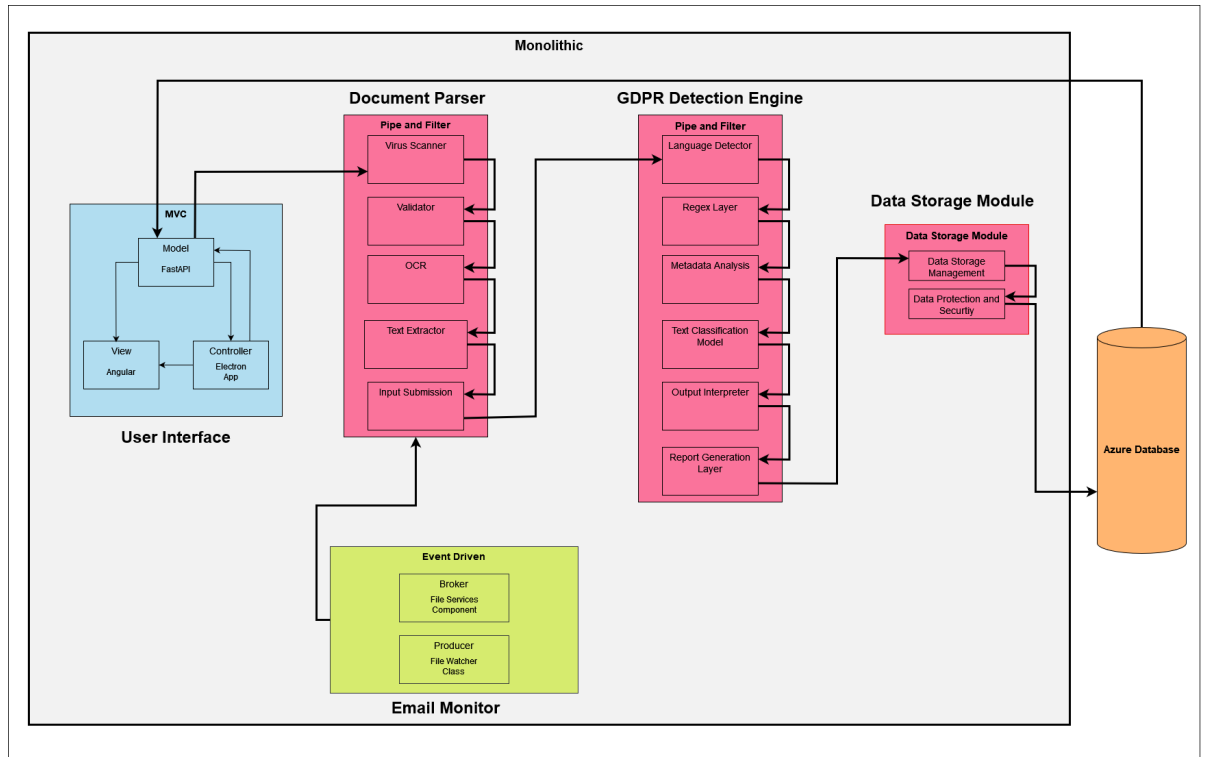 Monolithic
Document Parser
Pipe and Filter
Virus Scanner
Validator
OCR
Text Extractor
Input Submission
GDPR Detection Engine
Pipe and Filter
Language Detector
Regex Layer
Metadata Analysis
Text Classification
Model
Output Interpreter
Report Generation
Layer
Data Storage Module
Data Storage Module
Data Storage
Management
Data Protection and
Securtiy
MVC
Model
FastAPI
View
Angular
Controller
Electron
App
User Interface
Azure Database
Event Driven
Broker
File Services
Component
Producer
File Watcher
Class
Email Monitor